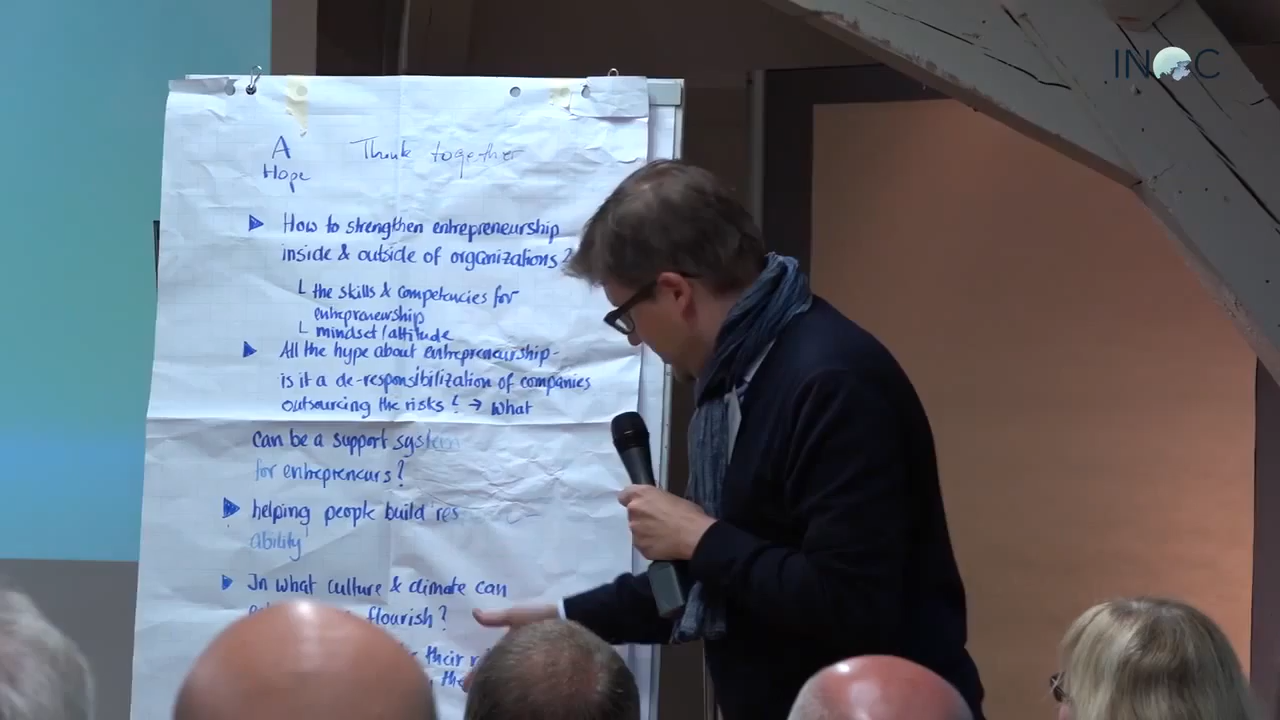 INOC
A Think together
Hope
How to strengthen entrepreneurship
inside & outside of organizations?
the skills & competencies for
entrepreneurship
mindset/attitude
All the hype about entrepreneurship -
is it a de-responsibilization of companies
outsourcing the risks? → What
can be a support system
for entrepreneurs?
helping people build res
ability
In what culture & climate can
flourish?
their
the